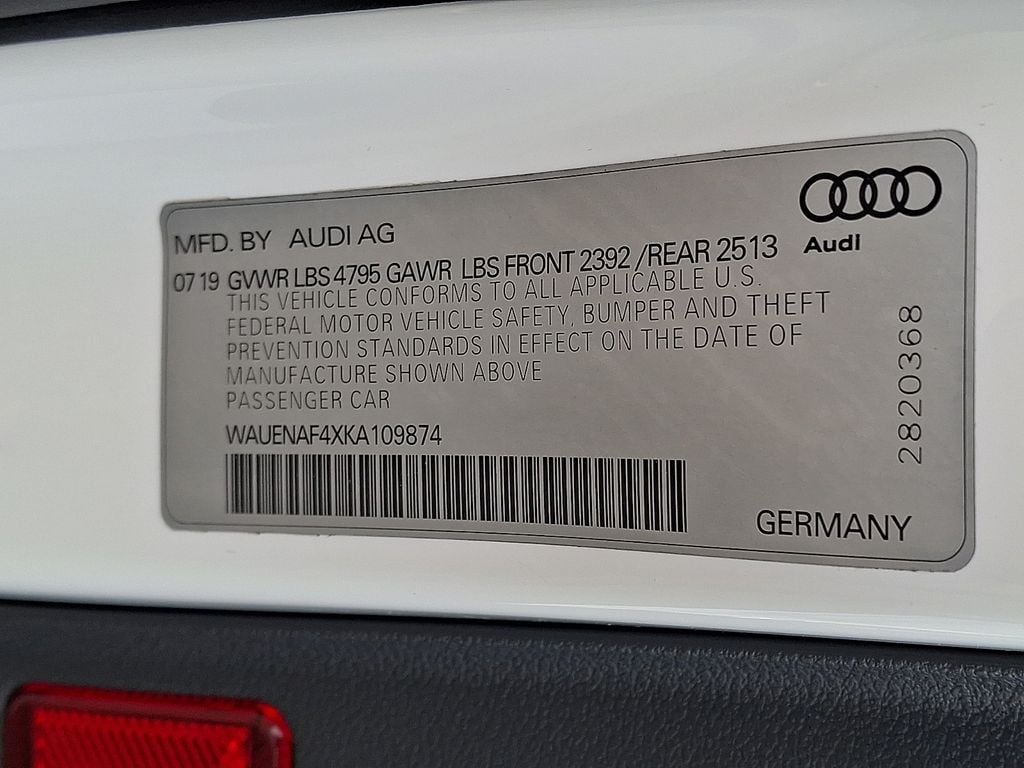 MFD. BY AUDI AG
Audi
07 19 GVWR LBS 4795 GAWR LBS FRONT 2392 /REAR 2513
THIS VEHICLE CONFORMS TO ALL APPLICABLE U.S.
FEDERAL MOTOR VEHICLE SAFETY, BUMPER AND THEFT
PREVENTION STANDARDS IN EFFECT ON THE DATE OF
MANUFACTURE SHOWN ABOVE
PASSENGER CAR
WAUENAF4XKA109874
2820368
GERMANY